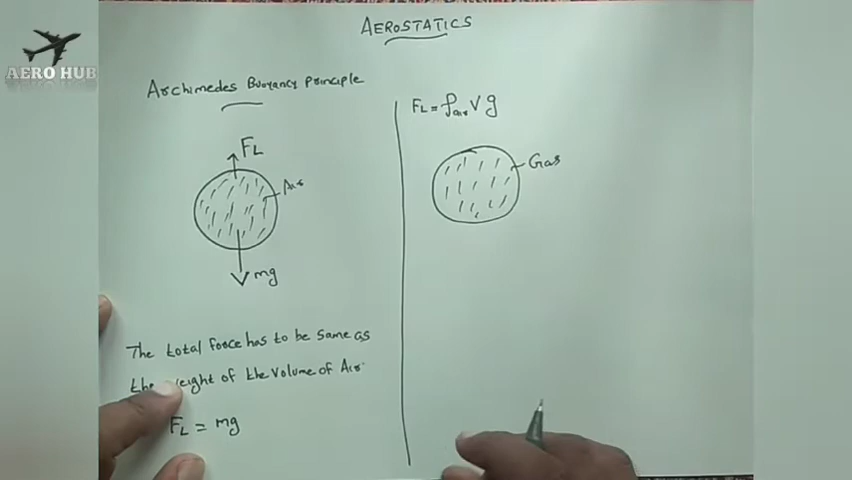 AEROSTATICS
AERO HUB
Archimedes Buoyancy principle
FL
Air
mg
The total force has to be same as
the weight of the volume of Air
FL = mg
FL = ρair V g
Gas